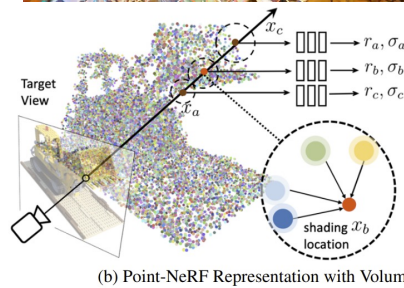 x_c
r_a, σ_a
r_b, σ_b
r_c, σ_c
Target
View
x_a
shading x_b
location
(b) Point-NeRF Representation with Volum